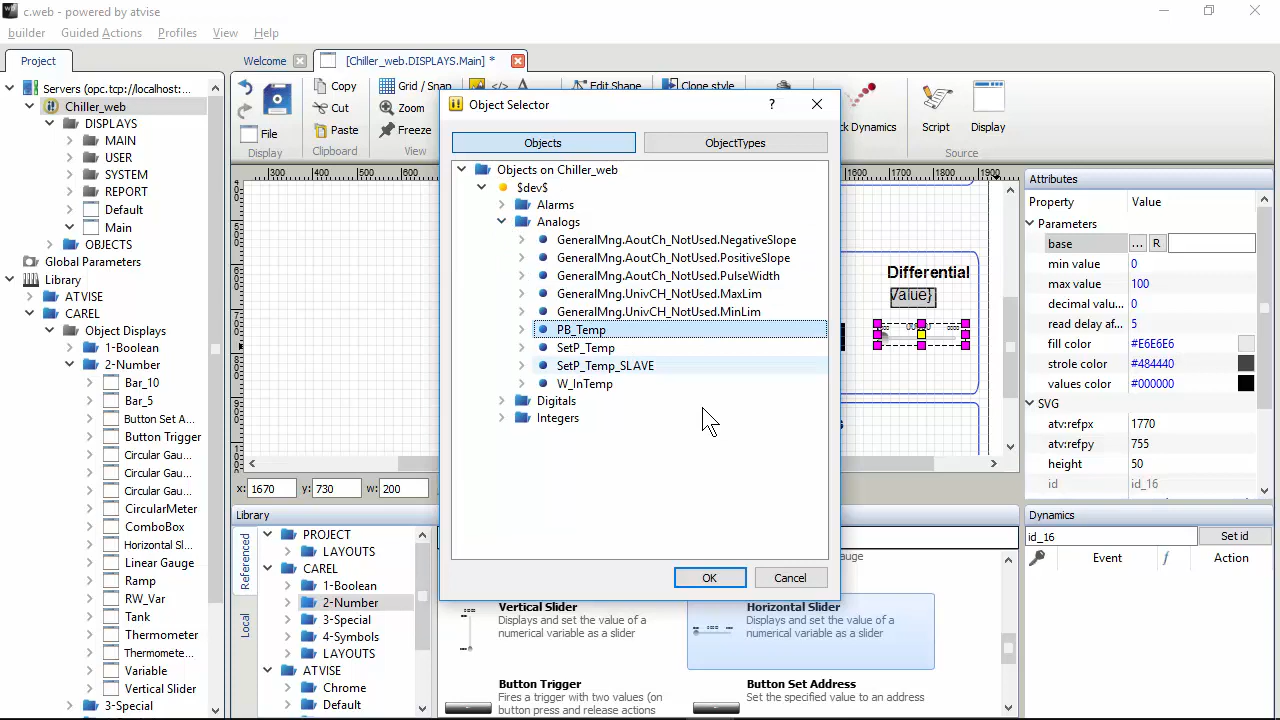 c.web - powered by atvise
builder Guided Actions Profiles View Help
Project
Welcome
[Chiller_web.DISPLAYS.Main] *
Servers (opc.tcp://localhost:...
Chiller_web
DISPLAYS
MAIN
USER
SYSTEM
REPORT
Default
Main
OBJECTS
Global Parameters
Library
ATVISE
CAREL
Object Displays
1-Boolean
2-Number
Bar_10
Bar_5
Button Set A...
Button Trigger
Circular Gau...
Circular Gau...
CircularMeter
ComboBox
Horizontal Sl...
Linear Gauge
Ramp
RW_Var
Tank
Thermometer
Thermomete...
Variable
Vertical Slider
3-Special
File
Display
Copy
Cut
Paste
Clipboard
Grid / Snap
Zoom
Freeze
View
Edit Shape
Clone style
Dynamics
Script
Display
Source
300 400 500 600
1600 1700 1800 1900
Object Selector
? 
Objects ObjectTypes
Objects on Chiller_web
$dev$
Alarms
Analogs
GeneralMng.AoutCh_NotUsed.NegativeSlope
GeneralMng.AoutCh_NotUsed.PositiveSlope
GeneralMng.AoutCh_NotUsed.PulseWidth
GeneralMng.UnivCH_NotUsed.MaxLim
GeneralMng.UnivCH_NotUsed.MinLim
PB_Temp
SetP_Temp
SetP_Temp_SLAVE
W_InTemp
Digitals
Integers
OK Cancel
Differential
Value}
x: 1670 y: 730 w: 200
Attributes
Property Value
Parameters
base ... R
min value 0
max value 100
decimal valu... 0
read delay af... 5
fill color #E6E6E6
strole color #484440
values color #000000
SVG
atv:refpx 1770
atv:refpy 755
height 50
id id_16
Library
Referenced
Local
PROJECT
LAYOUTS
CAREL
1-Boolean
2-Number
3-Special
4-Symbols
LAYOUTS
ATVISE
Chrome
Default
Vertical Slider
Displays and set the value of a
numerical variable as a slider
Horizontal Slider
Displays and set the value of a
numerical variable as a slider
Button Trigger
Fires a trigger with two values (on
button press and release actions
Button Set Address
Set the specified value to an address
Dynamics
id_16 Set id
Event Action